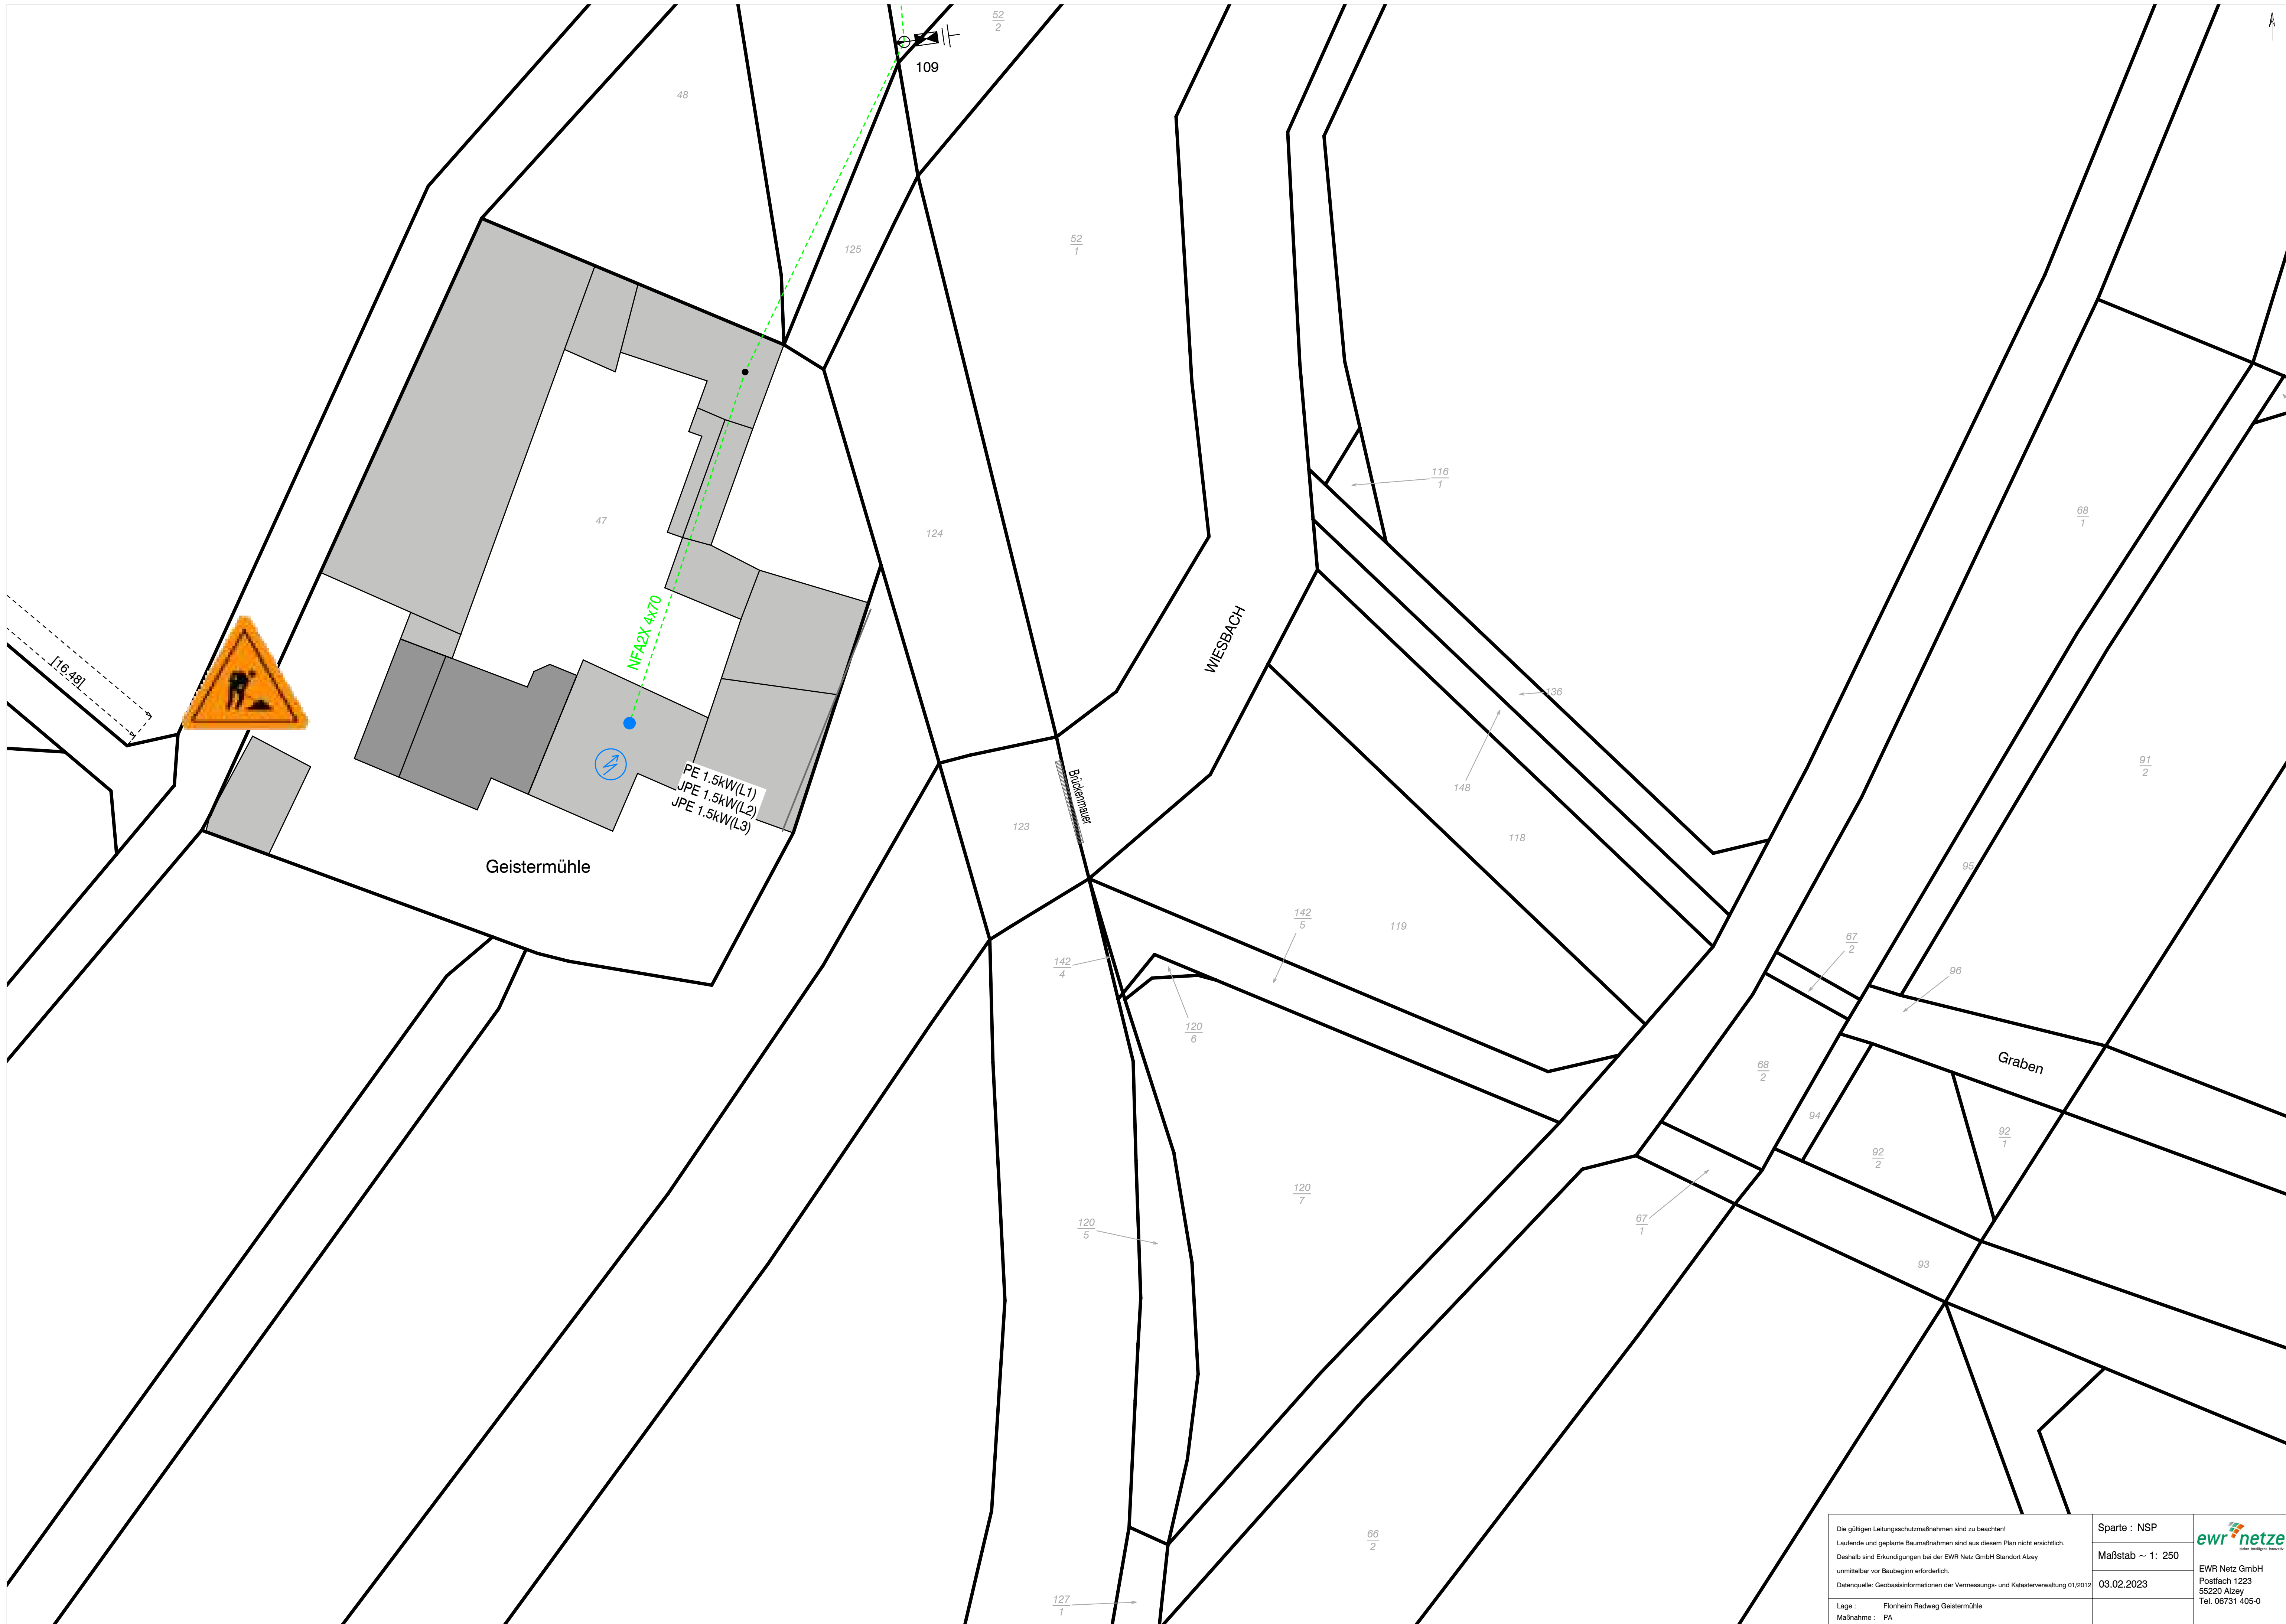 52
2
109
48
125
52
1
116
1
68
1
47
124
NFA2X 4x70
WIESBACH
[16.48]
136
148
118
91
2
PE 1.5kW(L1)
JPE 1.5kW(L2)
JPE 1.5kW(L3)
Brückenmauer
123
Geistermühle
95
119
142
5
142
4
67
2
96
120
6
Graben
68
2
94
92
1
92
2
120
7
120
5
67
1
93
66
2
127
1
Die gültigen Leitungsschutzmaßnahmen sind zu beachten!
Laufende und geplante Baumaßnahmen sind aus diesem Plan nicht ersichtlich.
Deshalb sind Erkundigungen bei der EWR Netz GmbH Standort Alzey
unmittelbar vor Baubeginn erforderlich.
Datenquelle: Geobasisinformationen der Vermessungs- und Katasterverwaltung 01/2012
Lage : Flonheim Radweg Geistermühle
Maßnahme : PA
Sparte : NSP
Maßstab ~ 1: 250
03.02.2023
ewr netze
EWR Netz GmbH
Postfach 1223
55220 Alzey
Tel. 06731 405-0